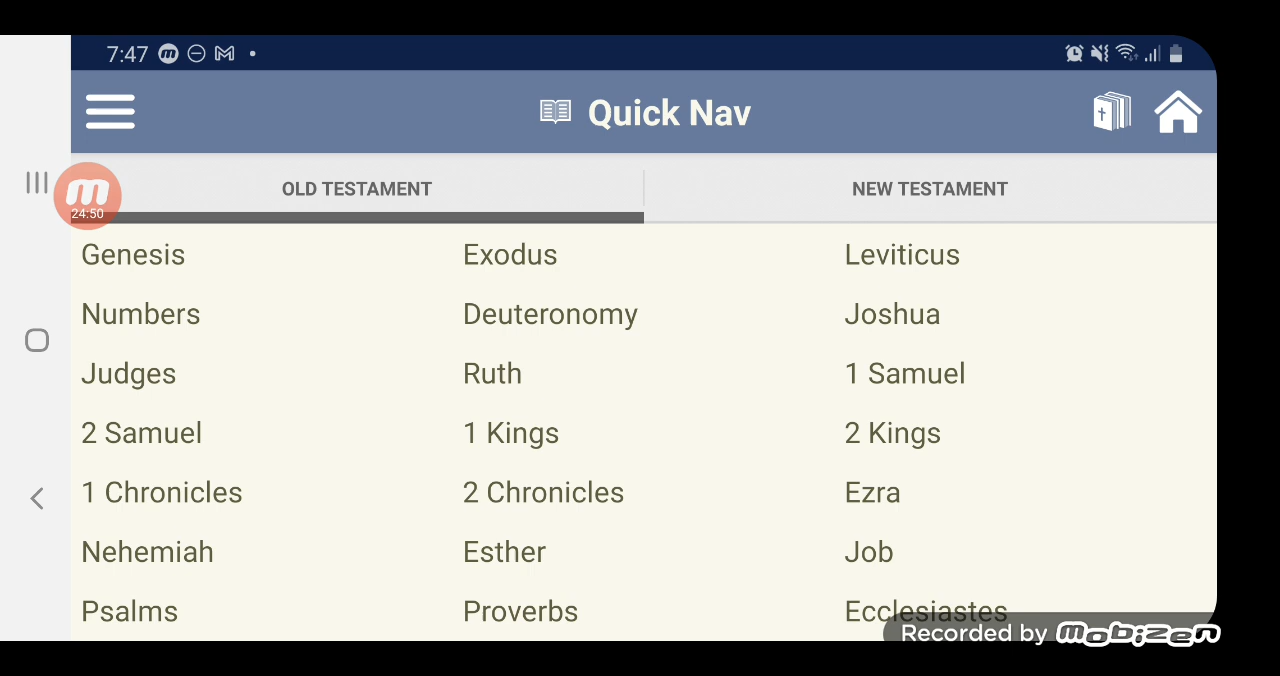 7:47
Quick Nav
24:50
OLD TESTAMENT NEW TESTAMENT
Genesis Exodus Leviticus
Numbers Deuteronomy Joshua
Judges Ruth 1 Samuel
2 Samuel 1 Kings 2 Kings
1 Chronicles 2 Chronicles Ezra
Nehemiah Esther Job
Psalms Proverbs Ecclesiastes
Recorded by mobizen